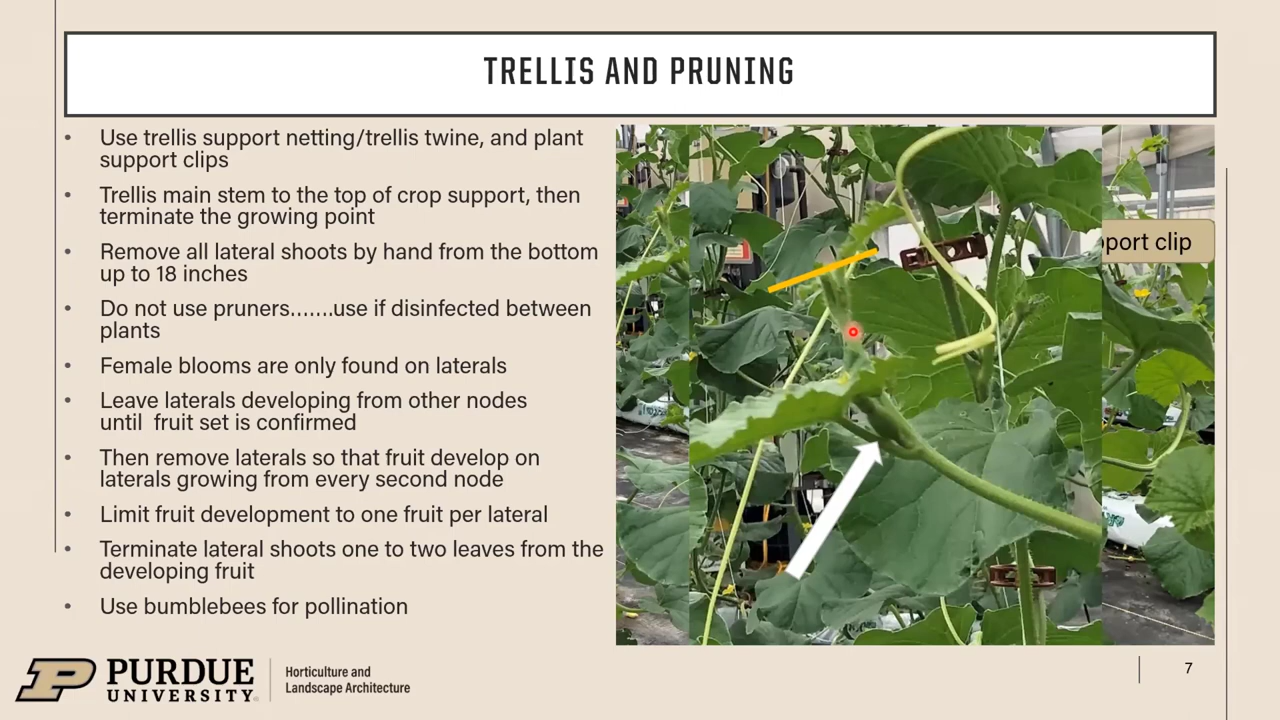 TRELLIS AND PRUNING
• Use trellis support netting/trellis twine, and plant
support clips
• Trellis main stem to the top of crop support, then
terminate the growing point
• Remove all lateral shoots by hand from the bottom
up to 18 inches
• Do not use pruners…….use if disinfected between
plants
• Female blooms are only found on laterals
• Leave laterals developing from other nodes
until  fruit set is confirmed
• Then remove laterals so that fruit develop on
laterals growing from every second node
• Limit fruit development to one fruit per lateral
• Terminate lateral shoots one to two leaves from the
developing fruit
• Use bumblebees for pollination
port clip
PURDUE
UNIVERSITY
Horticulture and
Landscape Architecture
7